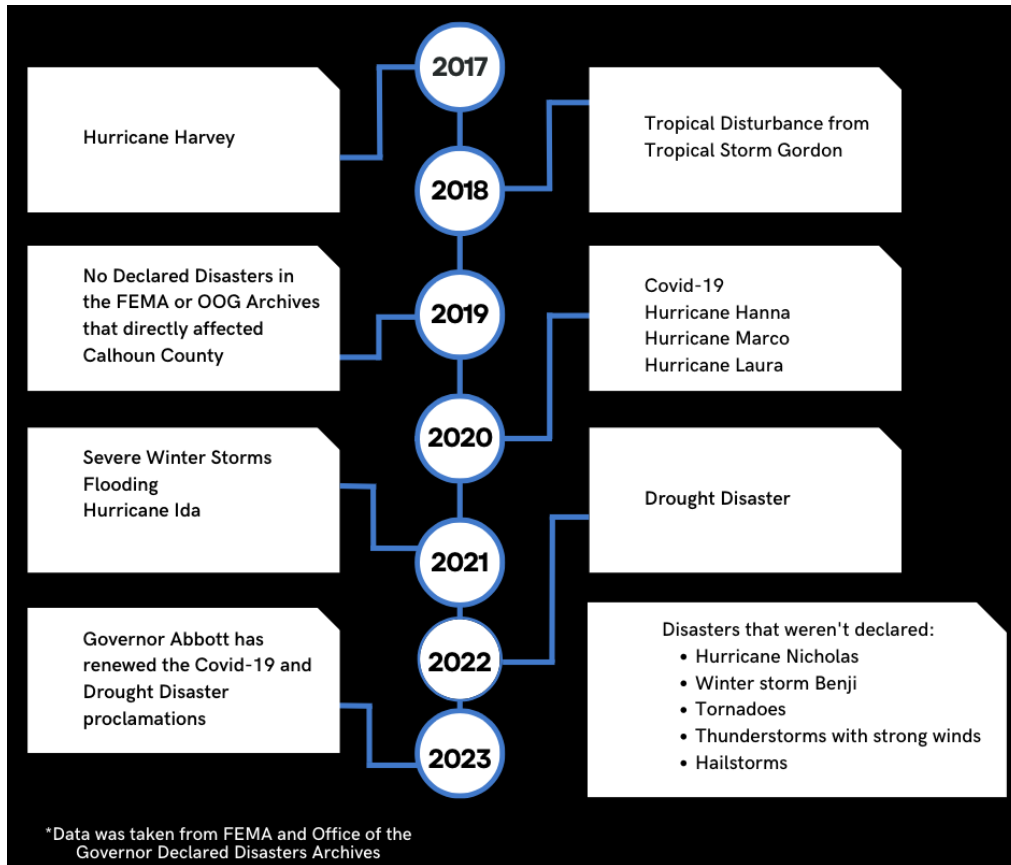 2017
Hurricane Harvey
2018
Tropical Disturbance from
Tropical Storm Gordon
2019
No Declared Disasters in
the FEMA or OOG Archives
that directly affected
Calhoun County
2020
Covid-19
Hurricane Hanna
Hurricane Marco
Hurricane Laura
2021
Severe Winter Storms
Flooding
Hurricane Ida
2022
Drought Disaster
2023
Governor Abbott has
renewed the Covid-19 and
Drought Disaster
proclamations
Disasters that weren't declared:
• Hurricane Nicholas
• Winter storm Benji
• Tornadoes
• Thunderstorms with strong winds
• Hailstorms
*Data was taken from FEMA and Office of the
Governor Declared Disasters Archives